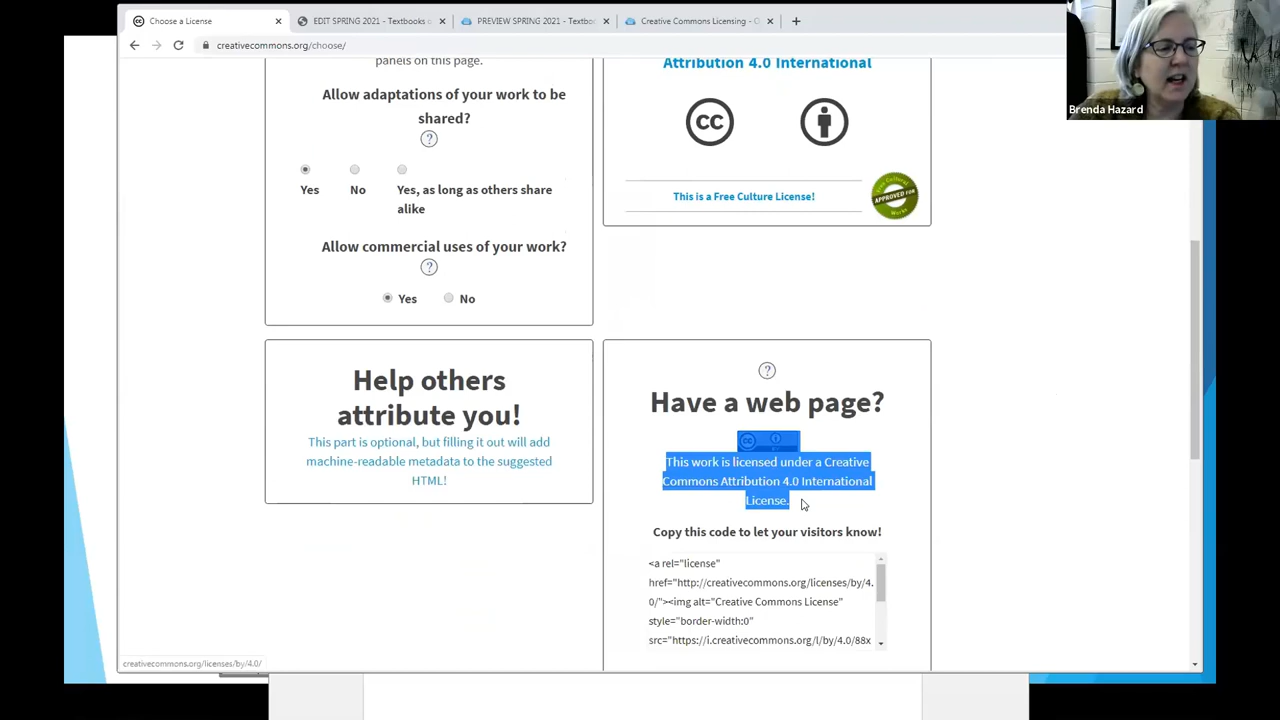 Choose a License
EDIT SPRING 2021 - Textbooks o
PREVIEW SPRING 2021 - Textbo
Creative Commons Licensing - O
creativecommons.org/choose/
Brenda Hazard
panels on this page.
Allow adaptations of your work to be
shared?
?
Yes
No
Yes, as long as others share
alike
Allow commercial uses of your work?
?
Yes
No
Attribution 4.0 International
cc
This is a Free Culture License!
APPROVED FOR
Help others
attribute you!
This part is optional, but filling it out will add
machine-readable metadata to the suggested
HTML!
?
Have a web page?
cc
This work is licensed under a Creative
Commons Attribution 4.0 International
License.
Copy this code to let your visitors know!
<a rel="license"
href="http://creativecommons.org/licenses/by/4.
0/"><img alt="Creative Commons License"
style="border-width:0"
src="https://i.creativecommons.org/l/by/4.0/88x
creativecommons.org/licenses/by/4.0/